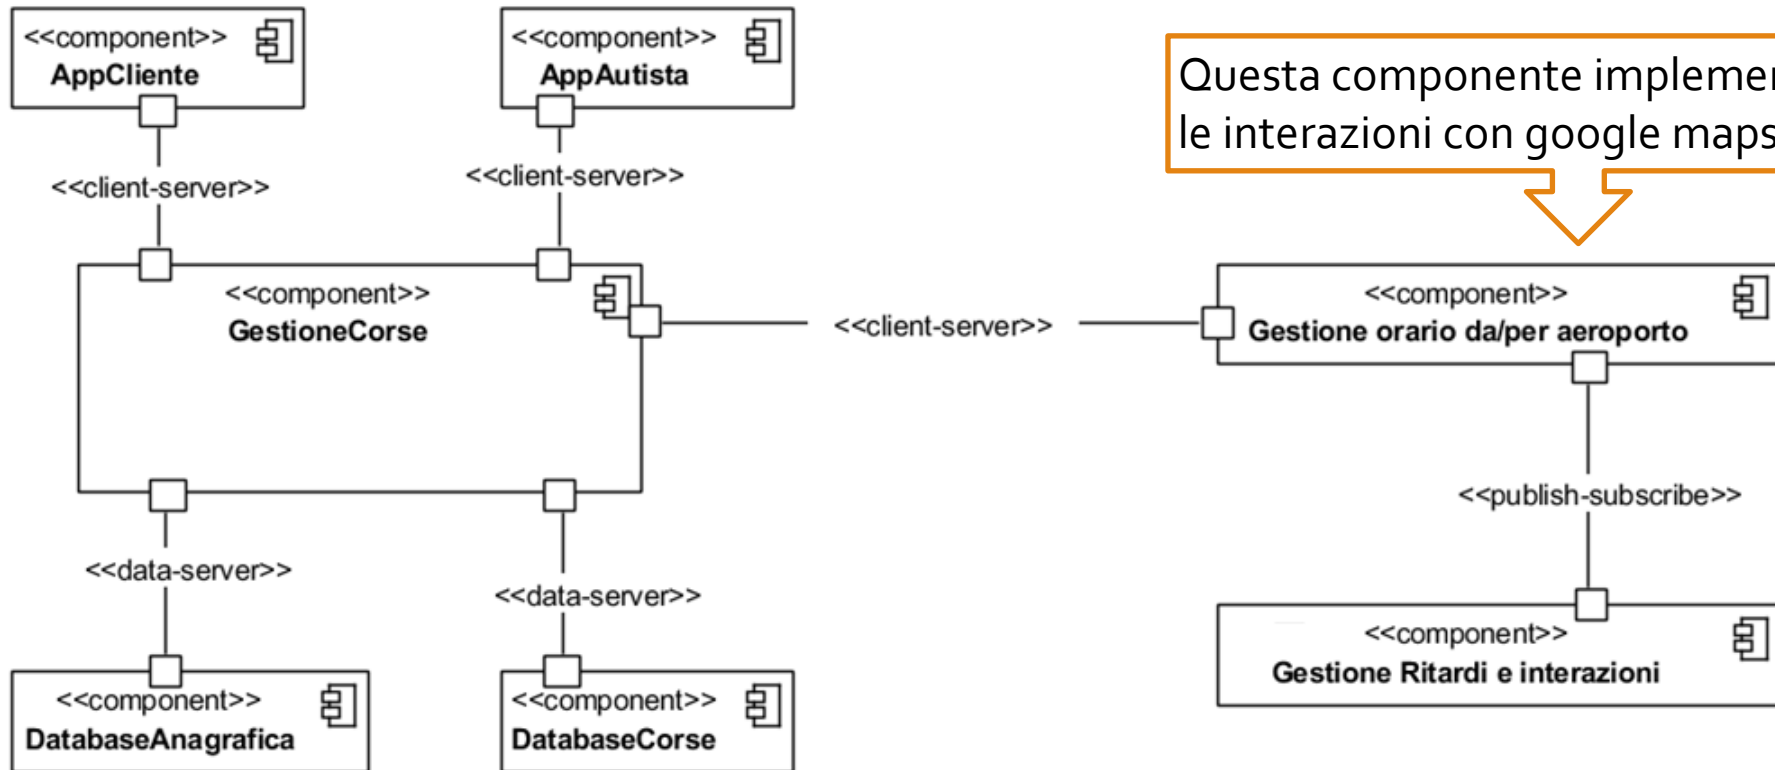 <<component>>
AppCliente
<<component>>
AppAutista
Questa componente implemen
le interazioni con google maps
<<client-server>>
<<client-server>>
<<component>>
GestioneCorse
<<client-server>>
<<component>>
Gestione orario da/per aeroporto
<<publish-subscribe>>
<<data-server>>
<<data-server>>
<<component>>
Gestione Ritardi e interazioni
<<component>>
DatabaseAnagrafica
<<component>>
DatabaseCorse